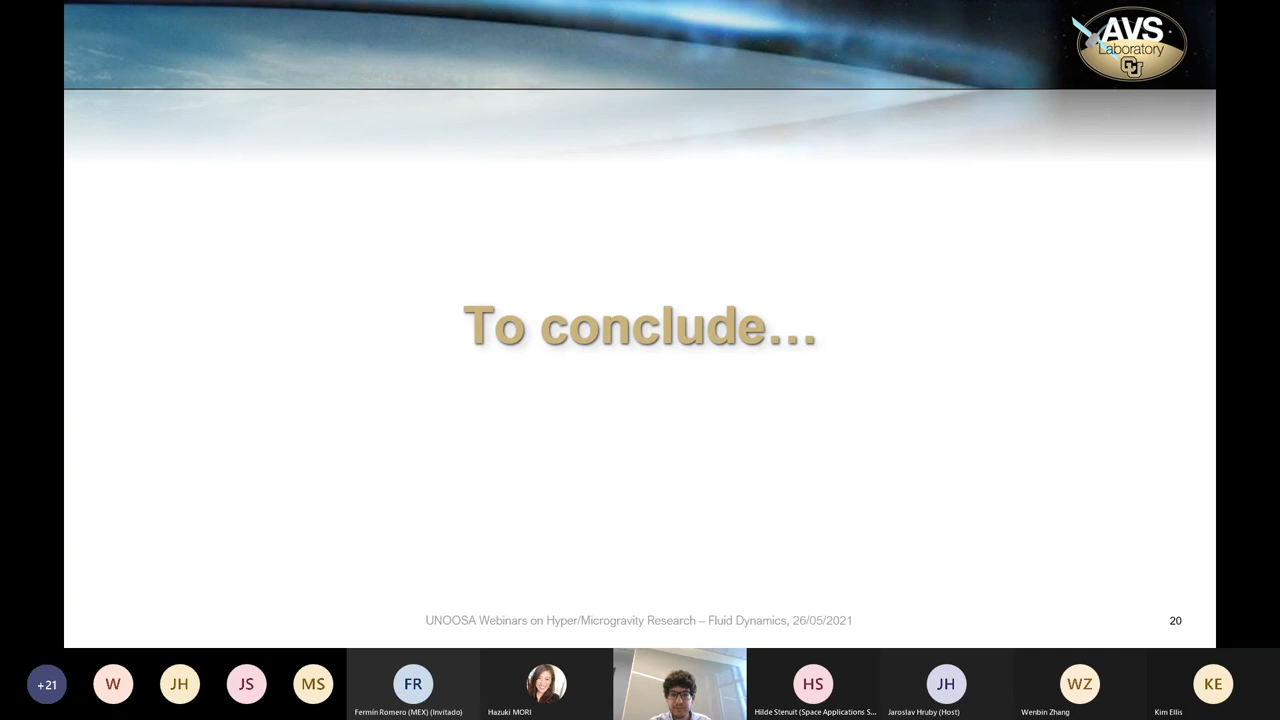 AVS
Laboratory
CU
To conclude...
UNOOSA Webinars on Hyper/Microgravity Research – Fluid Dynamics, 26/05/2021
20
+21
W
JH
JS
MS
FR
HS
JH
WZ
KE
Fermín Romero (MEX) (Invitado)
Hazuki MORI
Hilde Stenuit (Space Applications S...
Jaroslav Hruby (Host)
Wenbin Zhang
Kim Ellis